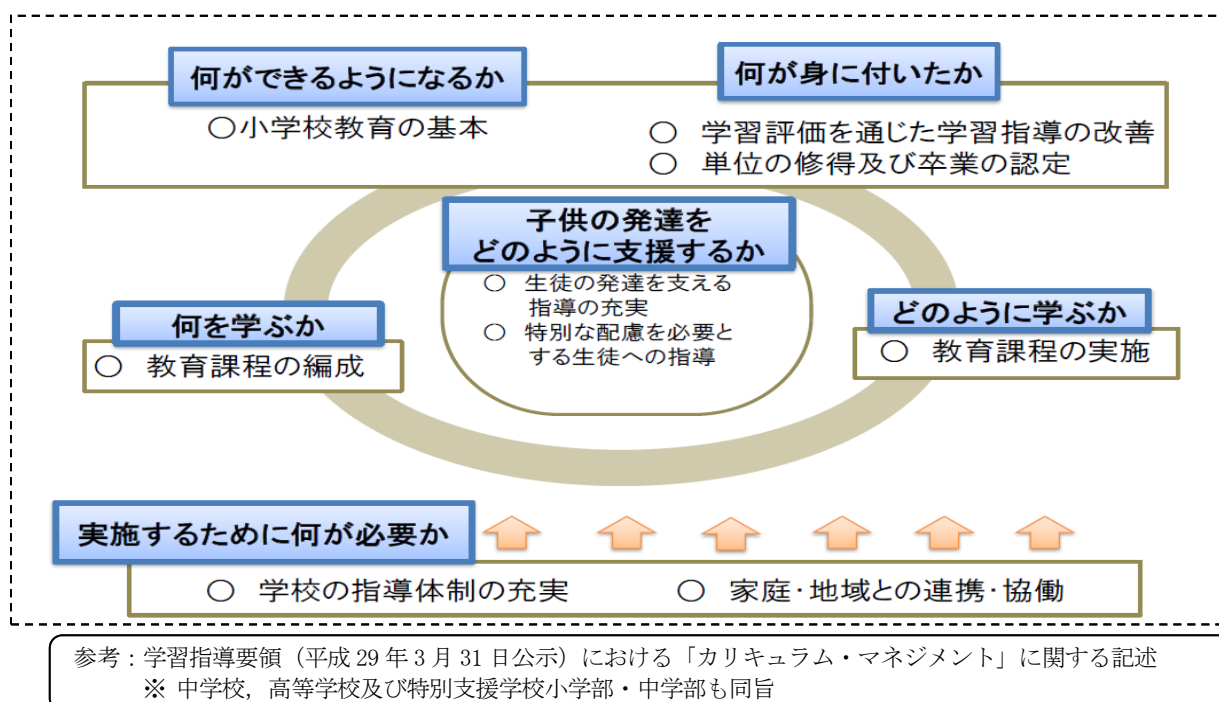 何ができるようになるか
○小学校教育の基本
何が身に付いたか
○ 学習評価を通じた学習指導の改善
○ 単位の修得及び卒業の認定
子供の発達を
どのように支援するか
○ 生徒の発達を支える
指導の充実
○ 特別な配慮を必要と
する生徒への指導
何を学ぶか
○ 教育課程の編成
どのように学ぶか
○ 教育課程の実施
実施するために何が必要か
○ 学校の指導体制の充実
○ 家庭・地域との連携・協働
参考：学習指導要領（平成 29 年 3 月 31 日公示）における「カリキュラム・マネジメント」に関する記述
※ 中学校，高等学校及び特別支援学校小学部・中学部も同旨